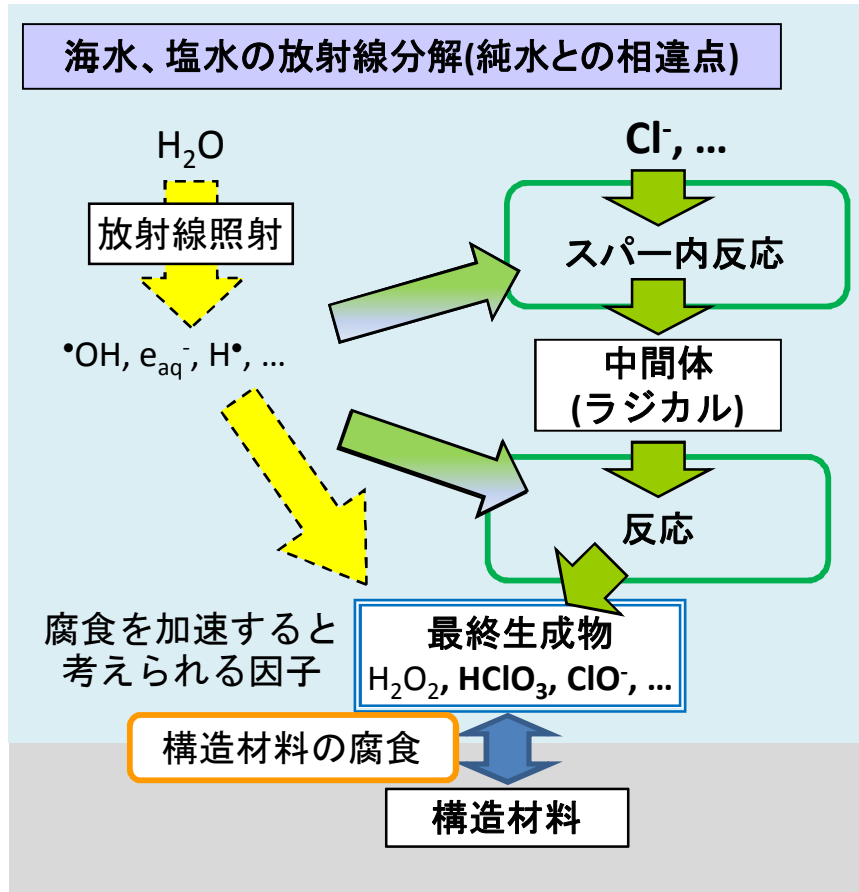 海水、塩水の放射線分解(純水との相違点)
H₂O
放射線照射
•OH, eaq⁻, H•, ...
Cl⁻, ...
スパー内反応
中間体
(ラジカル)
反応
腐食を加速すると
考えられる因子
最終生成物
H₂O₂, HClO₃, ClO⁻, ...
構造材料の腐食
構造材料